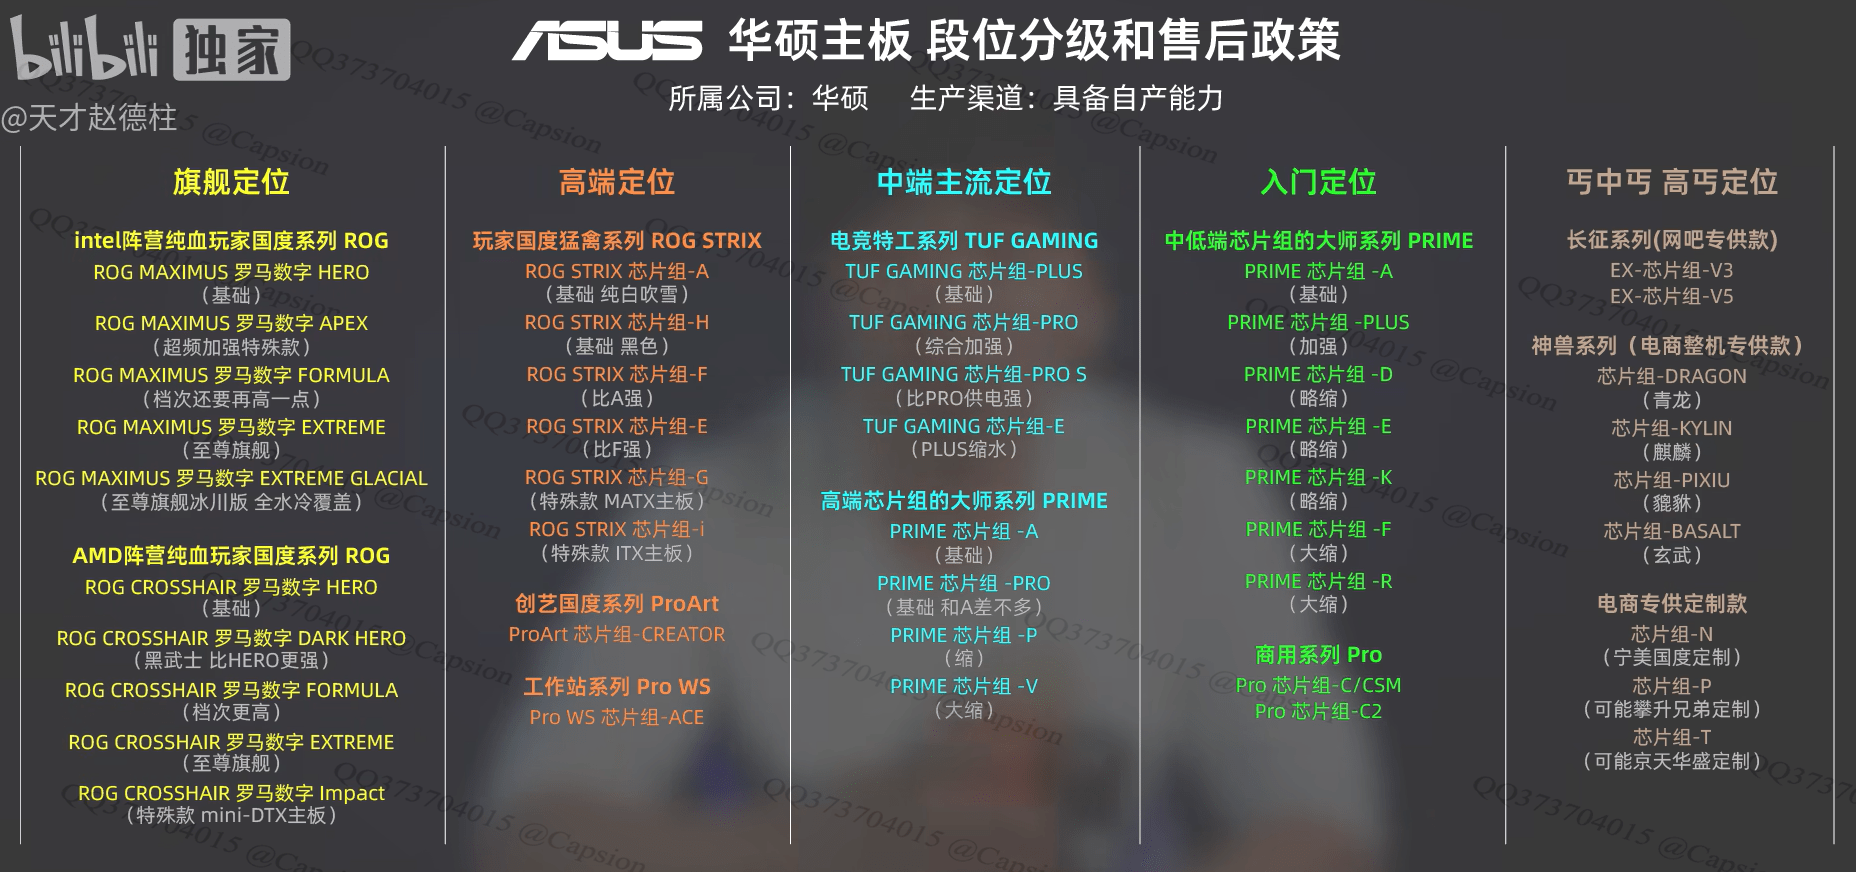 bilibili 独家
@天才赵德柱
ASUS 华硕主板 段位分级和售后政策
所属公司：华硕 生产渠道：具备自产能力
旗舰定位
intel阵营纯血玩家国度系列 ROG
ROG MAXIMUS 罗马数字 HERO
（基础）
ROG MAXIMUS 罗马数字 APEX
（超频加强特殊款）
ROG MAXIMUS 罗马数字 FORMULA
（档次还要再高一点）
ROG MAXIMUS 罗马数字 EXTREME
（至尊旗舰）
ROG MAXIMUS 罗马数字 EXTREME GLACIAL
（至尊旗舰冰川版 全水冷覆盖）
AMD阵营纯血玩家国度系列 ROG
ROG CROSSHAIR 罗马数字 HERO
（基础）
ROG CROSSHAIR 罗马数字 DARK HERO
（黑武士 比HERO更强）
ROG CROSSHAIR 罗马数字 FORMULA
（档次更高）
ROG CROSSHAIR 罗马数字 EXTREME
（至尊旗舰）
ROG CROSSHAIR 罗马数字 Impact
（特殊款 mini-DTX主板）
高端定位
玩家国度猛禽系列 ROG STRIX
ROG STRIX 芯片组-A
（基础 纯白吹雪）
ROG STRIX 芯片组-H
（基础 黑色）
ROG STRIX 芯片组-F
（比A强）
ROG STRIX 芯片组-E
（比F强）
ROG STRIX 芯片组-G
（特殊款 MATX主板）
ROG STRIX 芯片组-i
（特殊款 ITX主板）
创艺国度系列 ProArt
ProArt 芯片组-CREATOR
工作站系列 Pro WS
Pro WS 芯片组-ACE
中端主流定位
电竞特工系列 TUF GAMING
TUF GAMING 芯片组-PLUS
（基础）
TUF GAMING 芯片组-PRO
（综合加强）
TUF GAMING 芯片组-PRO S
（比PRO供电强）
TUF GAMING 芯片组-E
（PLUS缩水）
高端芯片组的大师系列 PRIME
PRIME 芯片组 -A
（基础）
PRIME 芯片组 -PRO
（基础 和A差不多）
PRIME 芯片组 -P
（缩）
PRIME 芯片组 -V
（大缩）
入门定位
中低端芯片组的大师系列 PRIME
PRIME 芯片组 -A
（基础）
PRIME 芯片组 -PLUS
（加强）
PRIME 芯片组 -D
（略缩）
PRIME 芯片组 -E
（略缩）
PRIME 芯片组 -K
（略缩）
PRIME 芯片组 -F
（大缩）
PRIME 芯片组 -R
（大缩）
商用系列 Pro
Pro 芯片组-C/CSM
Pro 芯片组-C2
丐中丐 高丐定位
长征系列(网吧专供款)
EX-芯片组-V3
EX-芯片组-V5
神兽系列（电商整机专供款）
芯片组-DRAGON
（青龙）
芯片组-KYLIN
（麒麟）
芯片组-PIXIU
（貔貅）
芯片组-BASALT
（玄武）
电商专供定制款
芯片组-N
（宁美国度定制）
芯片组-P
（可能攀升兄弟定制）
芯片组-T
（可能京天华盛定制）
QQ373704015 @Capsion